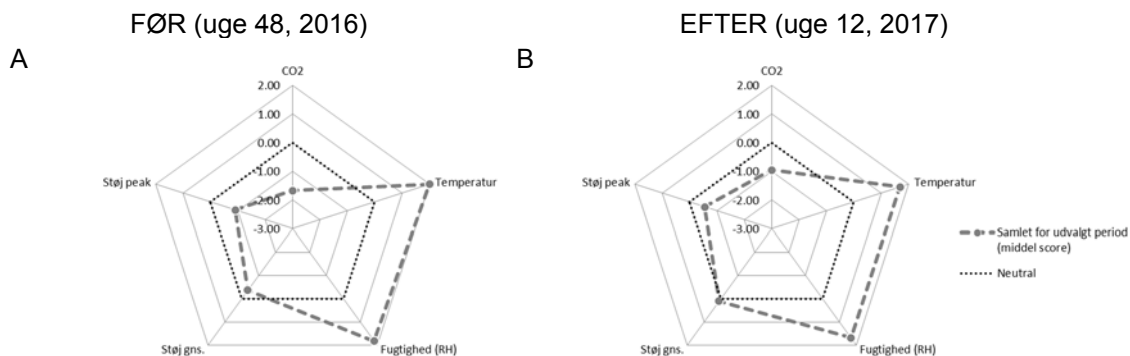 FØR (uge 48, 2016)
EFTER (uge 12, 2017)
A
B
CO2
2.00
1.00
0.00
-1.00
-2.00
-3.00
Temperatur
Fugtighed (RH)
Støj gns.
Støj peak
CO2
2.00
1.00
0.00
-1.00
-2.00
-3.00
Temperatur
Fugtighed (RH)
Støj gns.
Støj peak
Samlet for udvalgt period
(middel score)
Neutral